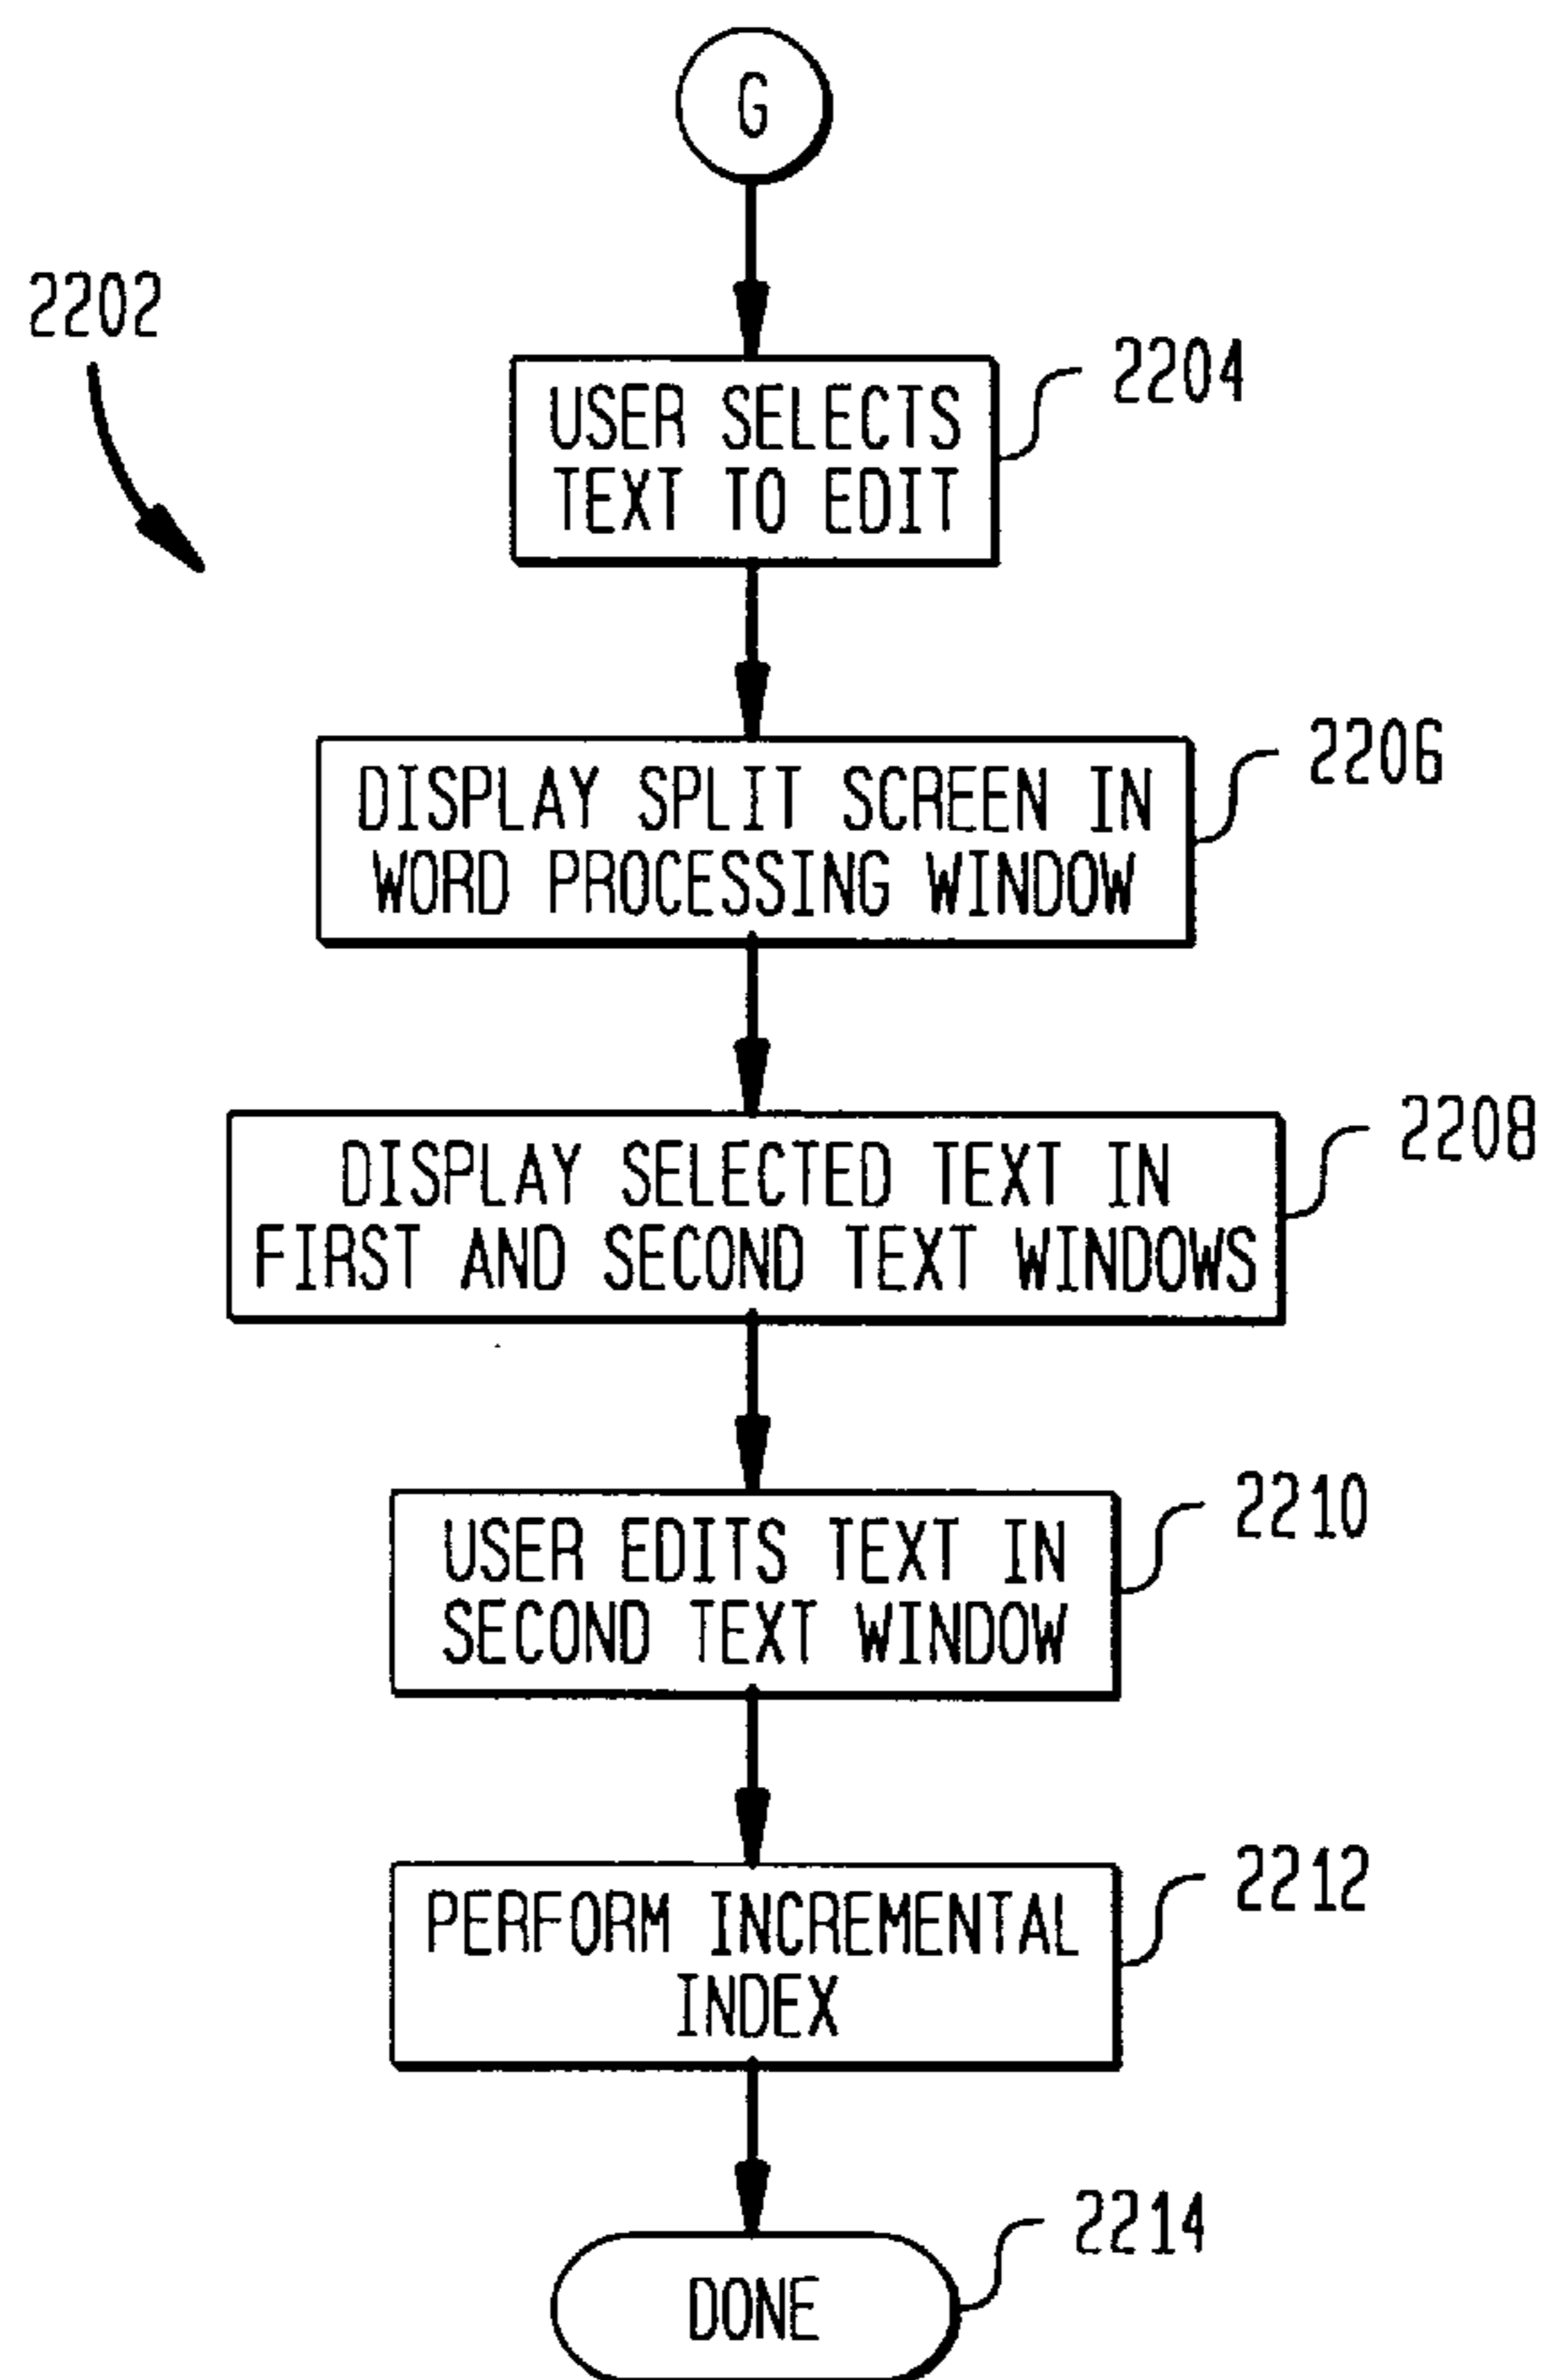 G
2202
2204
USER SELECTS
TEXT TO EDIT
2206
DISPLAY SPLIT SCREEN IN
WORD PROCESSING WINDOW
2208
DISPLAY SELECTED TEXT IN
FIRST AND SECOND TEXT WINDOWS
2210
USER EDITS TEXT IN
SECOND TEXT WINDOW
2212
PERFORM INCREMENTAL
INDEX
2214
DONE